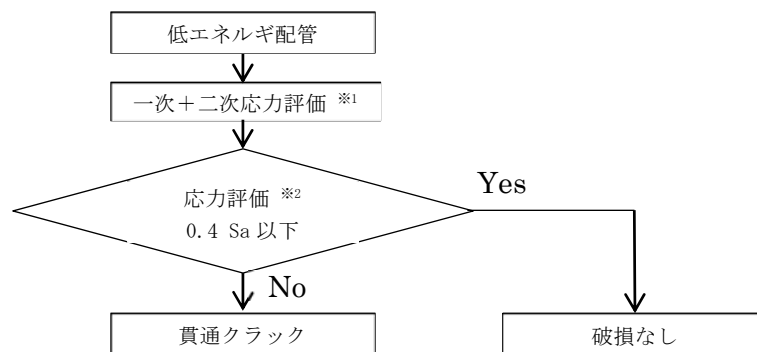 低エネルギ配管
一次＋二次応力評価 ※1
応力評価 ※2
0.4 Sa 以下
Yes
No
貫通クラック
破損なし